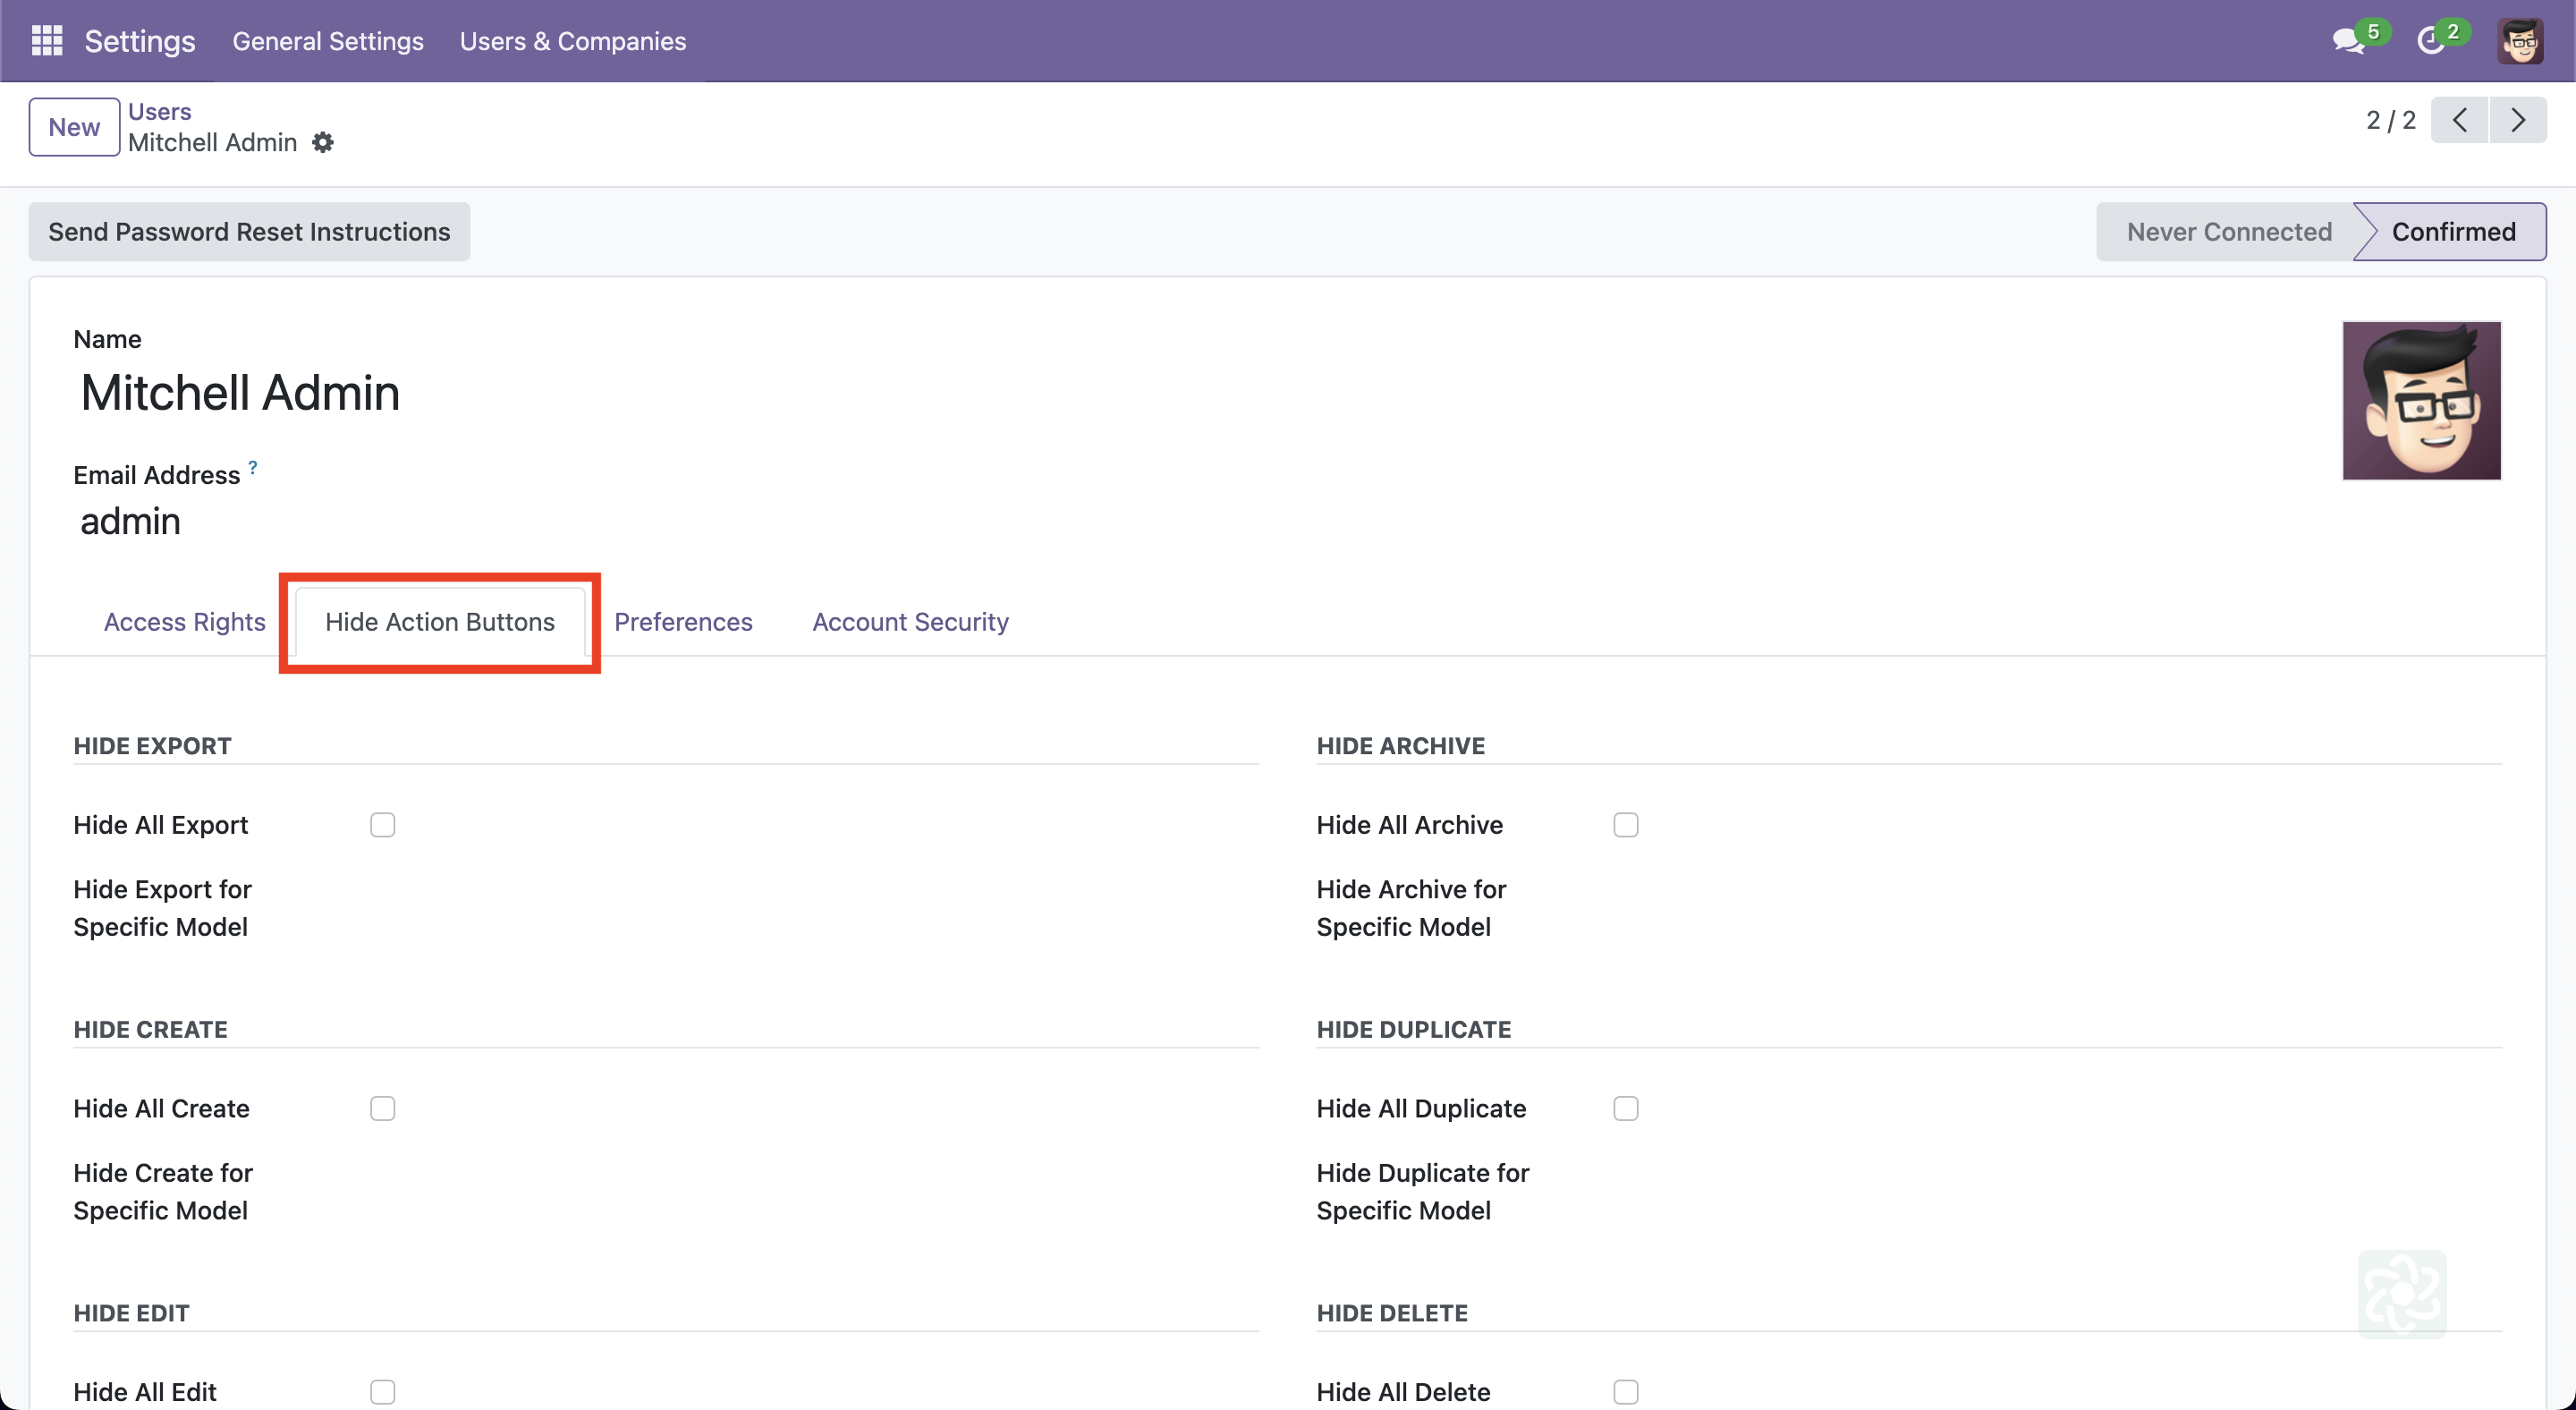 Settings General Settings Users & Companies 5 2
New Users 2 / 2
Mitchell Admin
Send Password Reset Instructions Never Connected Confirmed
Name
Mitchell Admin
Email Address ?
admin
Access Rights Hide Action Buttons Preferences Account Security
HIDE EXPORT HIDE ARCHIVE
Hide All Export Hide All Archive
Hide Export for Hide Archive for
Specific Model Specific Model
HIDE CREATE HIDE DUPLICATE
Hide All Create Hide All Duplicate
Hide Create for Hide Duplicate for
Specific Model Specific Model
HIDE EDIT HIDE DELETE
Hide All Edit Hide All Delete